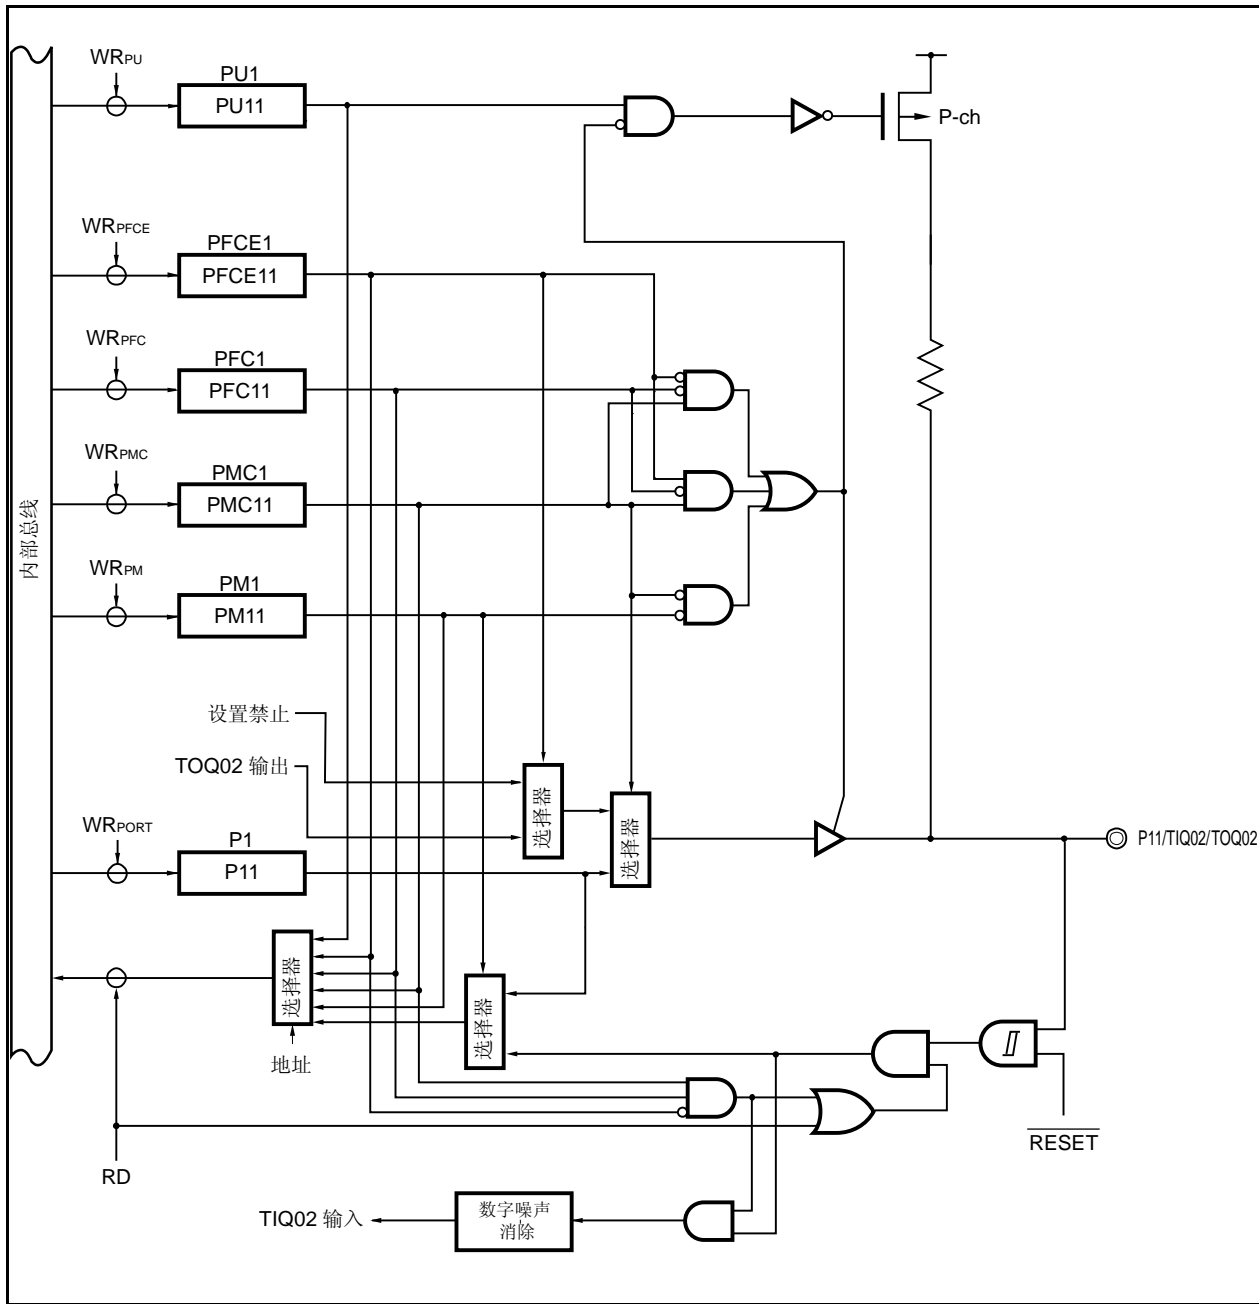 WRPU
PU1
PU11
P-ch
WRPFCE
PFCE1
PFCE11
WRPFC
PFC1
PFC11
WRPMC
PMC1
PMC11
内部总线
WRPM
PM1
PM11
设置禁止
TOQ02 输出
选择器
选择器
WRPORT
P1
P11
P11/TIQ02/TOQ02
选择器
选择器
地址
RD
RESET
TIQ02 输入
数字噪声
消除